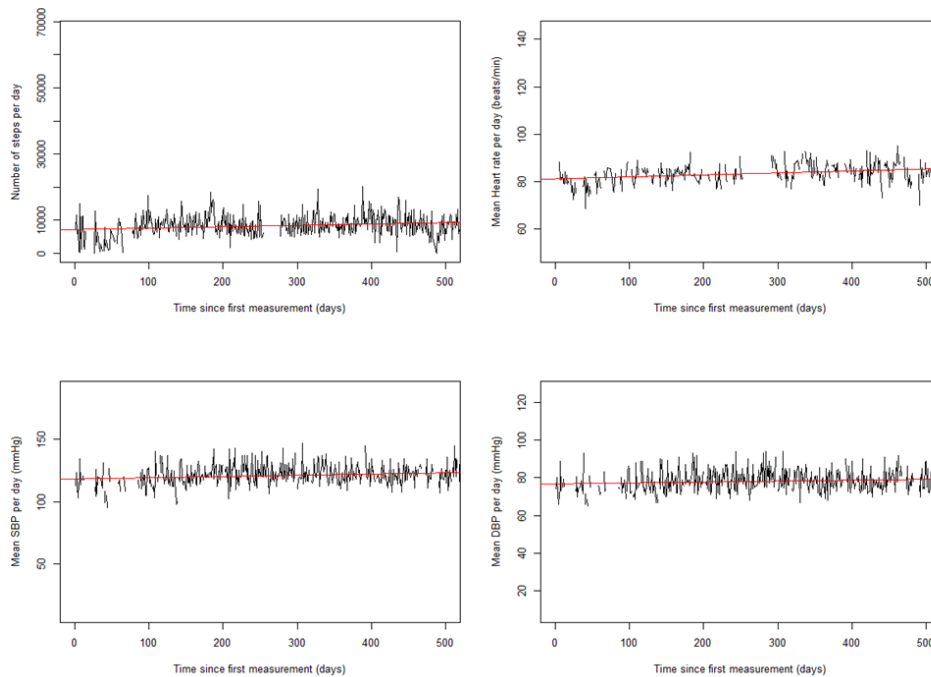 70000
50000
30000
10000
0
Number of steps per day
0 100 200 300 400 500
Time since first measurement (days)
140
120
100
80
60
Mean Heart rate per day (beats/min)
0 100 200 300 400 500
Time since first measurement (days)
150
100
50
Mean SBP per day (mmHg)
0 100 200 300 400 500
Time since first measurement (days)
120
100
80
60
40
20
Mean DBP per day (mmHg)
0 100 200 300 400 500
Time since first measurement (days)